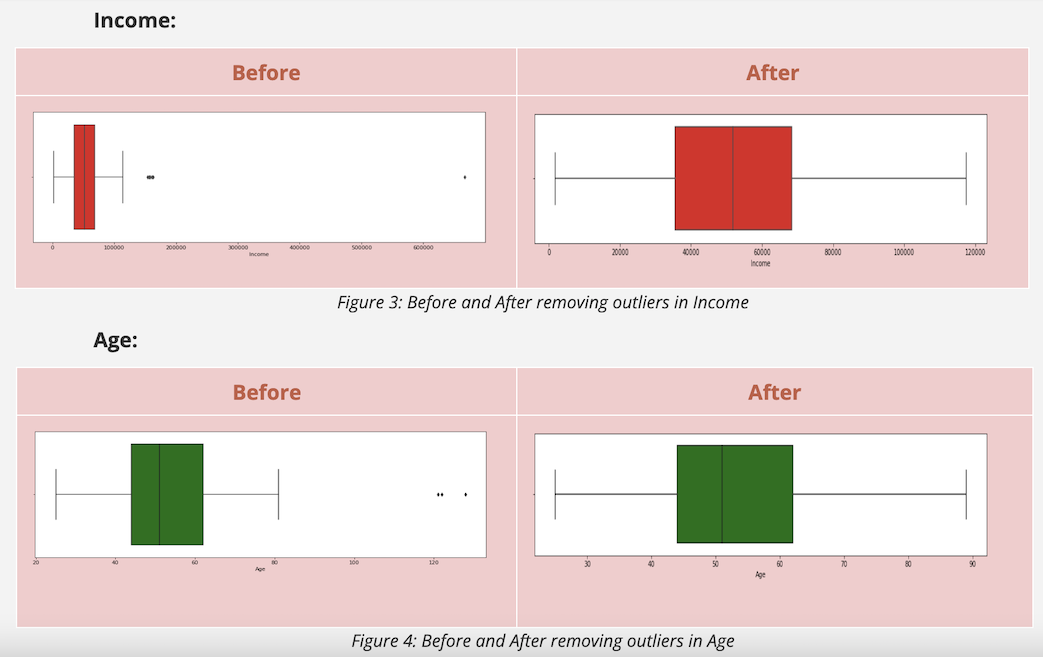 Income:
Before After
0 100000 200000 300000 400000 500000 600000
Income
0 20000 40000 60000 80000 100000 120000
Income
Figure 3: Before and After removing outliers in Income
Age:
Before After
20 40 60 80 100 120
Age
30 40 50 60 70 80 90
Age
Figure 4: Before and After removing outliers in Age